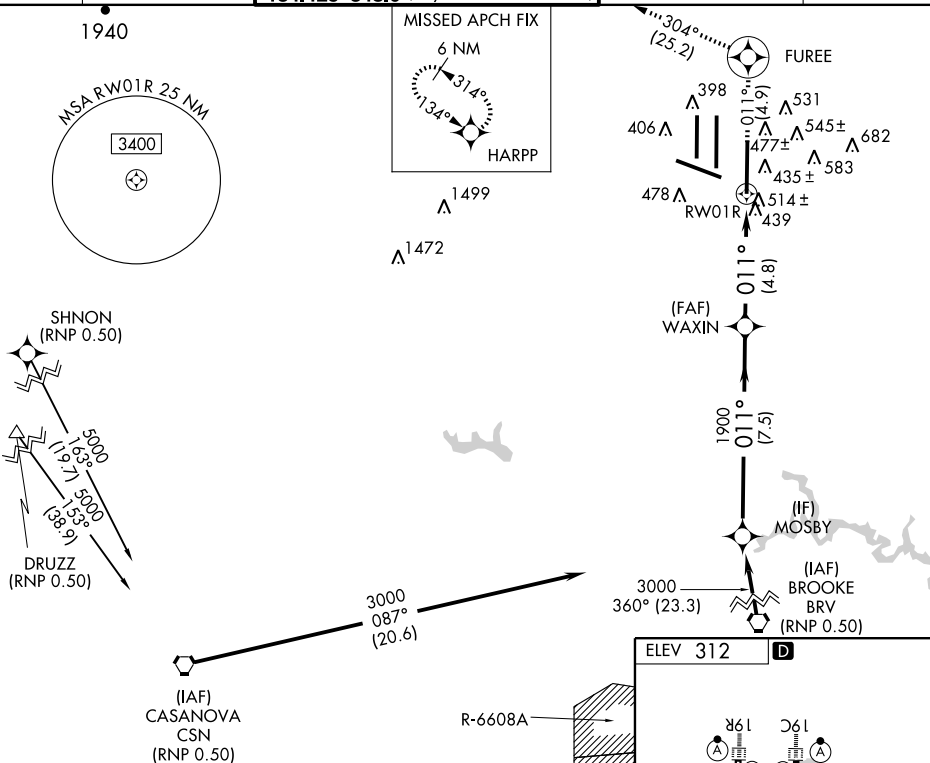 1940
MSA RW01R 25 NM
3400
MISSED APCH FIX
6 NM
314°
134°
HARPP
1499
1472
304°
(25.2)
FUREE
011°
(4.9)
398
531
406
477±
545±
682
583
435±
478
514±
RW01R
439
011°
(4.8)
(FAF)
WAXIN
1900
011°
(7.5)
(IF)
MOSBY
SHNON
(RNP 0.50)
5000
163°
(19.7)
5000
153°
(38.9)
DRUZZ
(RNP 0.50)
3000
360° (23.3)
(IAF)
BROOKE
BRV
(RNP 0.50)
3000
087°
(20.6)
(IAF)
CASANOVA
CSN
(RNP 0.50)
R-6608A
ELEV 312
D
19R
19C
A
A